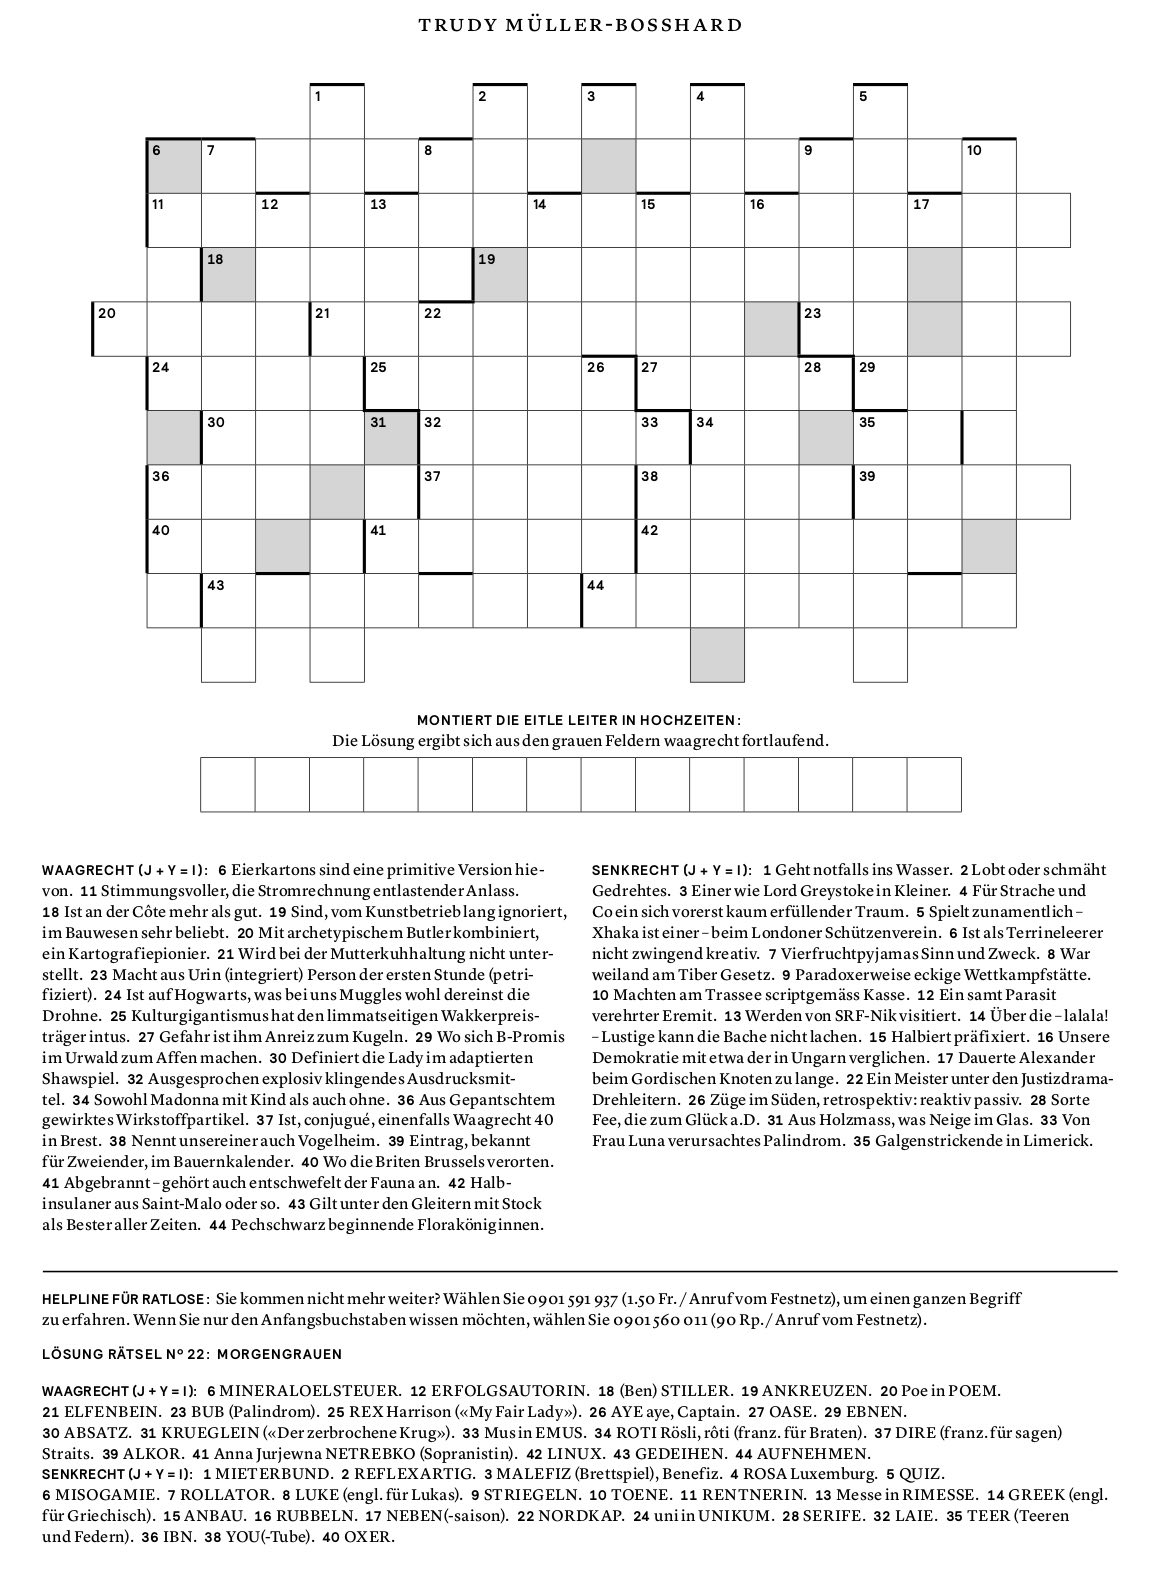 TRUDY MÜLLER-BOSSHARD
1 2 3 4 5
6 7 8 9 10
11 12 13 14 15 16 17
18 19
20 21 22 23
24 25 26 27 28 29
30 31 32 33 34 35
36 37 38 39
40 41 42
43 44
MONTIERT DIE EITLE LEITER IN HOCHZEITEN:
Die Lösung ergibt sich aus den grauen Feldern waagrecht fortlaufend.
WAAGRECHT (J + Y = I): 6 Eierkartons sind eine primitive Version hie-
von. 11 Stimmungsvoller, die Stromrechnung entlastender Anlass.
18 Ist an der Côte mehr als gut. 19 Sind, vom Kunstbetrieb lang ignoriert,
im Bauwesen sehr beliebt. 20 Mit archetypischem Butler kombiniert,
ein Kartografiepionier. 21 Wird bei der Mutterkuhhaltung nicht unter-
stellt. 23 Macht aus Urin (integriert) Person der ersten Stunde (petri-
fiziert). 24 Ist auf Hogwarts, was bei uns Muggles wohl dereinst die
Drohne. 25 Kulturgigantismus hat den limmatseitigen Wakkerpreis-
träger intus. 27 Gefahr ist ihm Anreiz zum Kugeln. 29 Wo sich B-Promis
im Urwald zum Affen machen. 30 Definiert die Lady im adaptierten
Shawspiel. 32 Ausgesprochen explosiv klingendes Ausdrucksmit-
tel. 34 Sowohl Madonna mit Kind als auch ohne. 36 Aus Gepantschtem
gewirktes Wirkstoffpartikel. 37 Ist, conjugué, einenfalls Waagrecht 40
in Brest. 38 Nennt unsereiner auch Vogelheim. 39 Eintrag, bekannt
für Zweiender, im Bauernkalender. 40 Wo die Briten Brussels verorten.
41 Abgebrannt – gehört auch entschwefelt der Fauna an. 42 Halb-
insulaner aus Saint-Malo oder so. 43 Gilt unter den Gleitern mit Stock
als Bester aller Zeiten. 44 Pechschwarz beginnende Floraköniginnen.
SENKRECHT (J + Y = I): 1 Geht notfalls ins Wasser. 2 Lobt oder schmäht
Gedrehtes. 3 Einer wie Lord Greystoke in Kleiner. 4 Für Strache und
Co ein sich vorerst kaum erfüllender Traum. 5 Spielt zunamentlich –
Xhaka ist einer – beim Londoner Schützenverein. 6 Ist als Terrineleerer
nicht zwingend kreativ. 7 Vierfruchtpyjamas Sinn und Zweck. 8 War
weiland am Tiber Gesetz. 9 Paradoxerweise eckige Wettkampfstätte.
10 Machten am Trassee scriptgemäss Kasse. 12 Ein samt Parasit
verehrter Eremit. 13 Werden von SRF-Nik visitiert. 14 Über die – lalala!
– Lustige kann die Bache nicht lachen. 15 Halbiert präfixiert. 16 Unsere
Demokratie mit etwa der in Ungarn verglichen. 17 Dauerte Alexander
beim Gordischen Knoten zu lange. 22 Ein Meister unter den Justizdrama-
Drehleitern. 26 Züge im Süden, retrospektiv: reaktiv passiv. 28 Sorte
Fee, die zum Glück a.D. 31 Aus Holzmass, was Neige im Glas. 33 Von
Frau Luna verursachtes Palindrom. 35 Galgenstrickende in Limerick.
HELPLINE FÜR RATLOSE: Sie kommen nicht mehr weiter? Wählen Sie 0901 591 937 (1.50 Fr. / Anruf vom Festnetz), um einen ganzen Begriff
zu erfahren. Wenn Sie nur den Anfangsbuchstaben wissen möchten, wählen Sie 0901 560 011 (90 Rp. / Anruf vom Festnetz).
LÖSUNG RÄTSEL Nº 22: MORGENGRAUEN
WAAGRECHT (J + Y = I): 6 MINERALOELSTEUER. 12 ERFOLGSAUTORIN. 18 (Ben) STILLER. 19 ANKREUZEN. 20 Poe in POEM.
21 ELFENBEIN. 23 BUB (Palindrom). 25 REX Harrison («My Fair Lady»). 26 AYE aye, Captain. 27 OASE. 29 EBNEN.
30 ABSATZ. 31 KRUEGLEIN («Der zerbrochene Krug»). 33 Mus in EMUS. 34 ROTI Rösli, rôti (franz. für Braten). 37 DIRE (franz. für sagen)
Straits. 39 ALKOR. 41 Anna Jurjewna NETREBKO (Sopranistin). 42 LINUX. 43 GEDEIHEN. 44 AUFNEHMEN.
SENKRECHT (J + Y = I): 1 MIETERBUND. 2 REFLEXARTIG. 3 MALEFIZ (Brettspiel), Benefiz. 4 ROSA Luxemburg. 5 QUIZ.
6 MISOGAMIE. 7 ROLLATOR. 8 LUKE (engl. für Lukas). 9 STRIEGELN. 10 TOENE. 11 RENTNERIN. 13 Messe in RIMESSE. 14 GREEK (engl.
für Griechisch). 15 ANBAU. 16 RUBBELN. 17 NEBEN(-saison). 22 NORDKAP. 24 uni in UNIKUM. 28 SERIFE. 32 LAIE. 35 TEER (Teeren
und Federn). 36 IBN. 38 YOU(-Tube). 40 OXER.